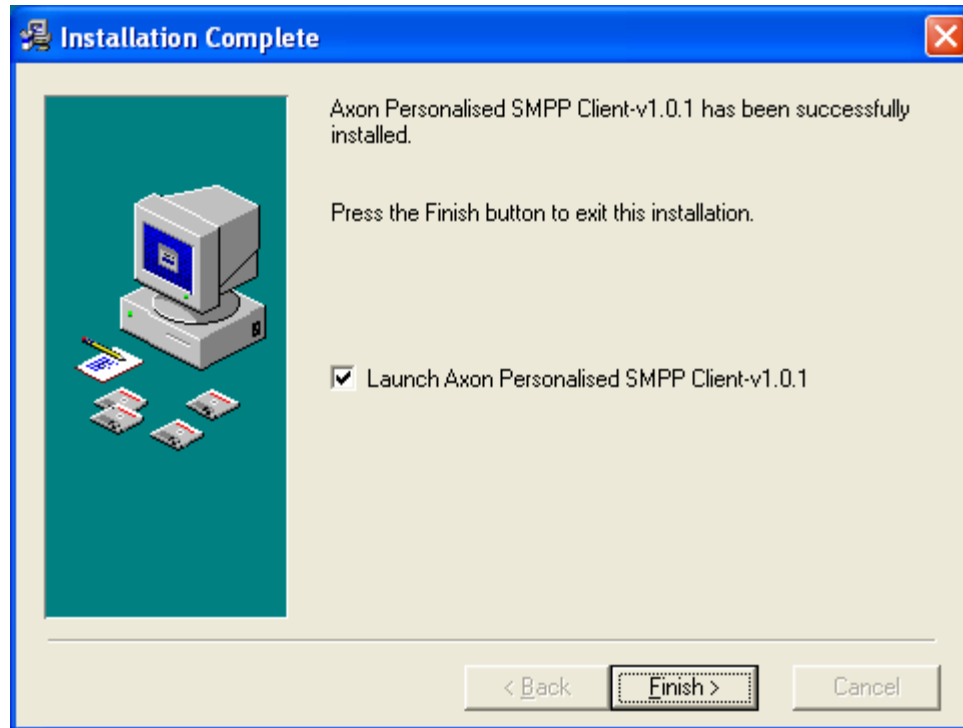 Installation Complete
Axon Personalised SMPP Client-v1.0.1 has been successfully
installed.
Press the Finish button to exit this installation.
Launch Axon Personalised SMPP Client-v1.0.1
< Back
Finish >
Cancel